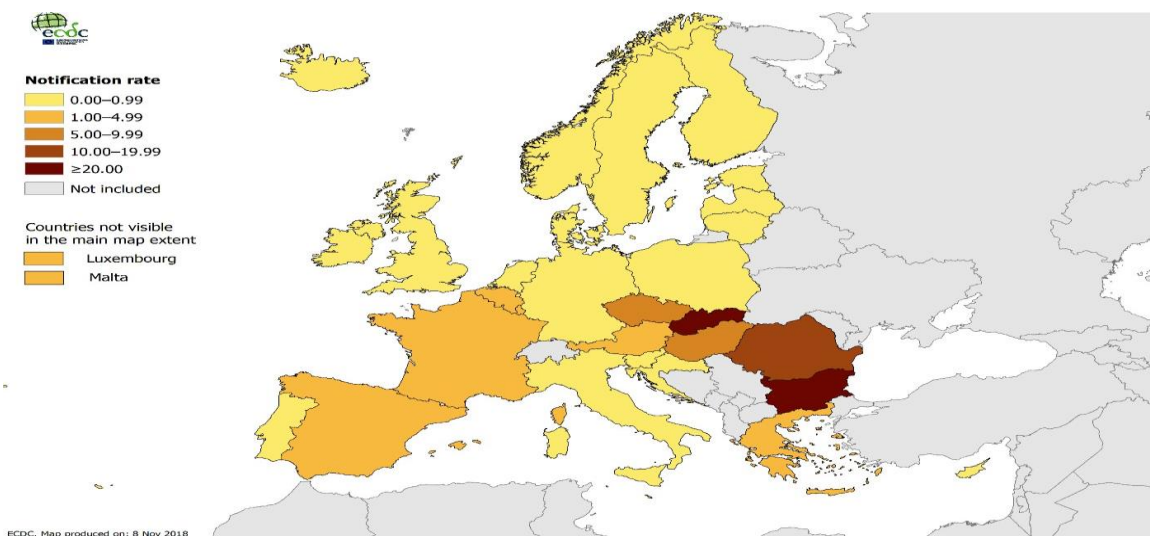 ecdc
Notification rate
0.00–0.99
1.00–4.99
5.00–9.99
10.00–19.99
≥20.00
Not included
Countries not visible
in the main map extent
Luxembourg
Malta
ECDC. Map produced on: 8 Nov 2018